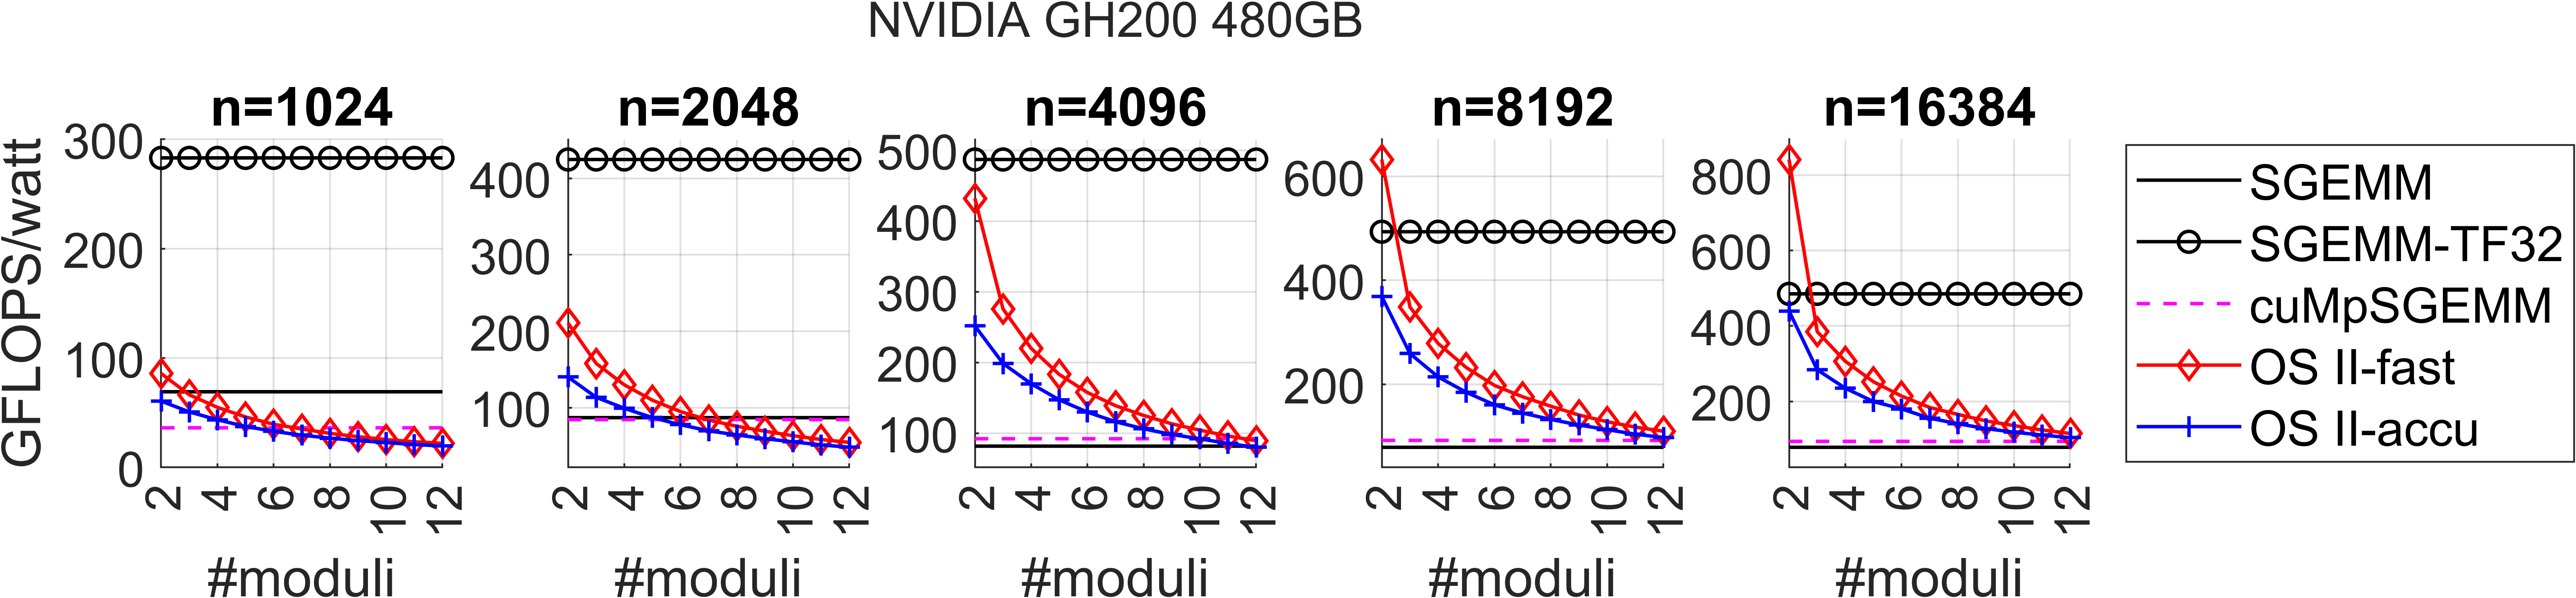 NVIDIA GH200 480GB
n=1024
n=2048
n=4096
n=8192
n=16384
GFLOPS/watt
300
200
100
0
2 4 6 8 10 12
#moduli
400
300
200
100
2 4 6 8 10 12
#moduli
500
400
300
200
100
2 4 6 8 10 12
#moduli
600
400
200
2 4 6 8 10 12
#moduli
800
600
400
200
2 4 6 8 10 12
#moduli
SGEMM
SGEMM-TF32
cuMpSGEMM
OS II-fast
OS II-accu